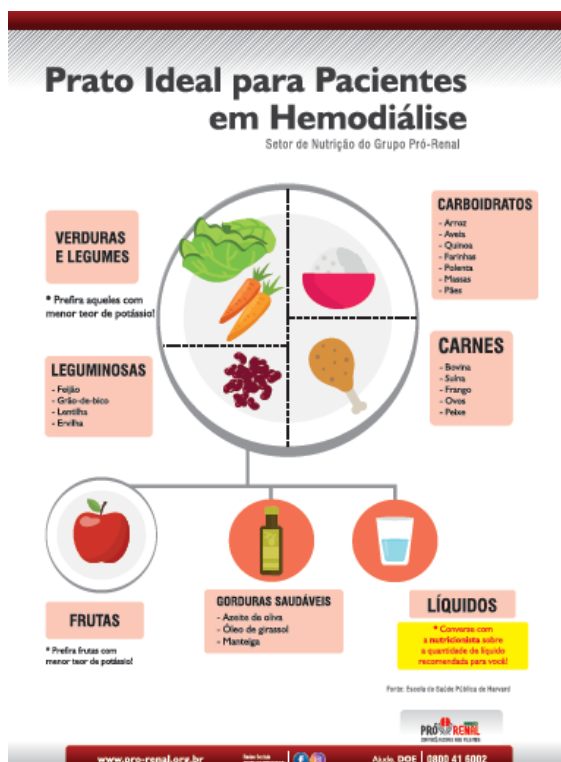 Prato Ideal para Pacientes
em Hemodiálise
Setor de Nutrição do Grupo Pró-Renal
VERDURAS
E LEGUMES
* Prefira aqueles com
menor teor de potássio!
CARBOIDRATOS
- Arroz
- Aveia
- Quinoa
- Farinhas
- Polenta
- Massas
- Pães
LEGUMINOSAS
- Feijão
- Grão-de-bico
- Lentilha
- Ervilha
CARNES
- Bovina
- Suína
- Frango
- Ovos
- Peixe
FRUTAS
* Prefira frutas com
menor teor de potássio!
GORDURAS SAUDÁVEIS
- Azeite de oliva
- Óleo de girassol
- Manteiga
LÍQUIDOS
* Converse com
a nutricionista sobre
a quantidade de líquido
recomendada para você!
Fonte: Escola de Saúde Pública de Harvard
PRÓ RENAL
www.pro-renal.org.br
Ajude, DOE 0800 41 6002